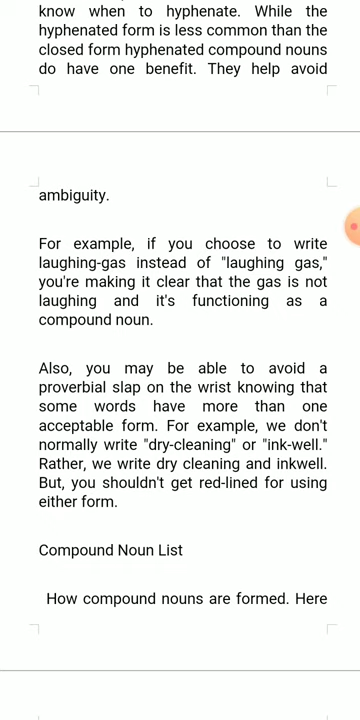 know when to hyphenate. While the
hyphenated form is less common than the
closed form hyphenated compound nouns
do have one benefit. They help avoid
ambiguity.
For example, if you choose to write
laughing-gas instead of "laughing gas,"
you're making it clear that the gas is not
laughing and it's functioning as a
compound noun.
Also, you may be able to avoid a
proverbial slap on the wrist knowing that
some words have more than one
acceptable form. For example, we don't
normally write "dry-cleaning" or "ink-well."
Rather, we write dry cleaning and inkwell.
But, you shouldn't get red-lined for using
either form.
Compound Noun List
How compound nouns are formed. Here